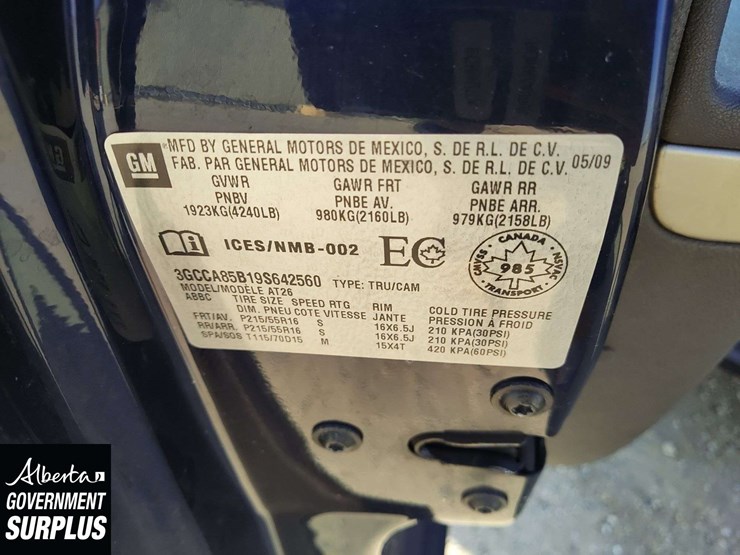 GM
MFD BY GENERAL MOTORS DE MEXICO, S. DE R.L. DE C.V. 05/09
FAB. PAR GENERAL MOTORS DE MEXICO, S. DE R.L. DE C.V.
GVWR GAWR FRT GAWR RR
PNBV PNBE AV. PNBE ARR.
1923KG(4240LB) 980KG(2160LB) 979KG(2158LB)
i ICES/NMB-002 EC
CANADA
985
TRANSPORT
CMVSS
NSVAC
3GCCA85B19S642560 TYPE: TRU/CAM
MODEL/MODÈLE AT26
ABBC TIRE SIZE SPEED RTG RIM COLD TIRE PRESSURE
DIM. PNEU COTE VITESSE JANTE PRESSION À FROID
FRT/AV. P215/55R16 S 16X6.5J 210 KPA(30PSI)
RR/ARR. P215/55R16 S 16X6.5J 210 KPA(30PSI)
SPA/SOS T115/70D15 M 15X4T 420 KPA(60PSI)
Alberta
GOVERNMENT
SURPLUS